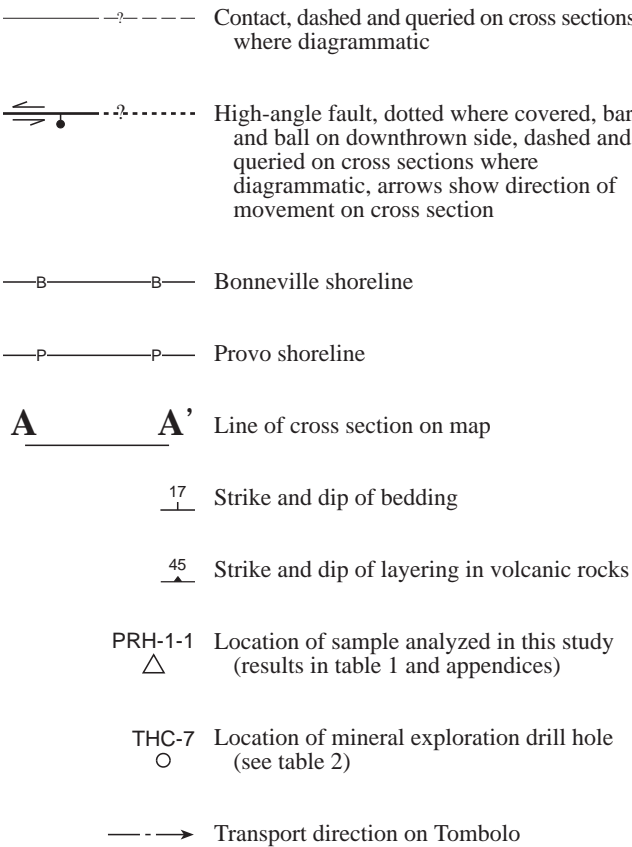 ? Contact, dashed and queried on cross sections
where diagrammatic
? High-angle fault, dotted where covered, bar
and ball on downthrown side, dashed and
queried on cross sections where
diagrammatic, arrows show direction of
movement on cross section
B B Bonneville shoreline
P P Provo shoreline
A A’ Line of cross section on map
17 Strike and dip of bedding
45 Strike and dip of layering in volcanic rocks
PRH-1-1 Location of sample analyzed in this study
(results in table 1 and appendices)
THC-7 Location of mineral exploration drill hole
(see table 2)
Transport direction on Tombolo